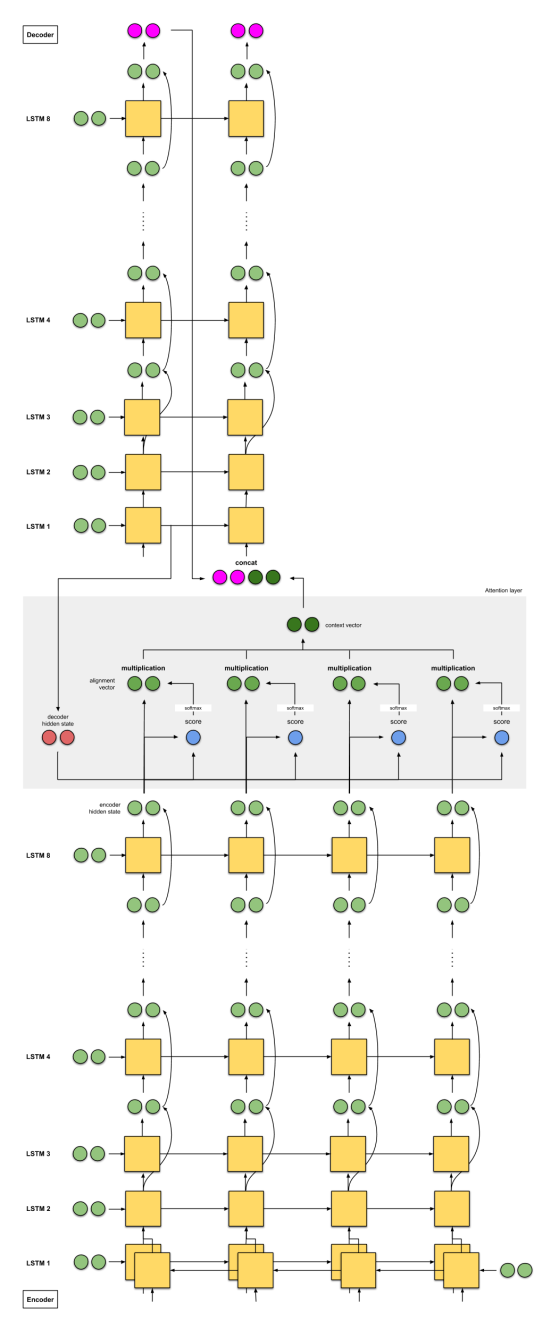 Decoder
LSTM 8
LSTM 4
LSTM 3
LSTM 2
LSTM 1
concat
Attention layer
context vector
multiplication
multiplication
multiplication
multiplication
alignment
vector
softmax
softmax
softmax
softmax
score
score
score
score
decoder
hidden state
encoder
hidden state
LSTM 8
LSTM 4
LSTM 3
LSTM 2
LSTM 1
Encoder